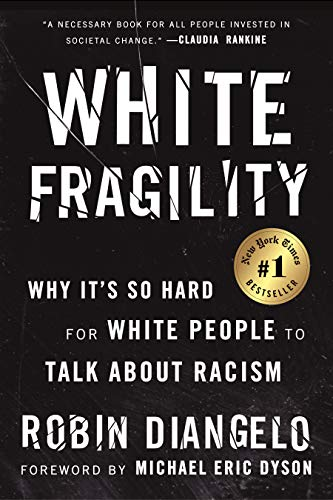 "A NECESSARY BOOK FOR ALL PEOPLE INVESTED IN
SOCIETAL CHANGE."—CLAUDIA RANKINE
WHITE
FRAGILITY
New York Times
#1
BESTSELLER
WHY IT'S SO HARD
FOR WHITE PEOPLE TO
TALK ABOUT RACISM
ROBIN DIANGELO
FOREWORD BY MICHAEL ERIC DYSON